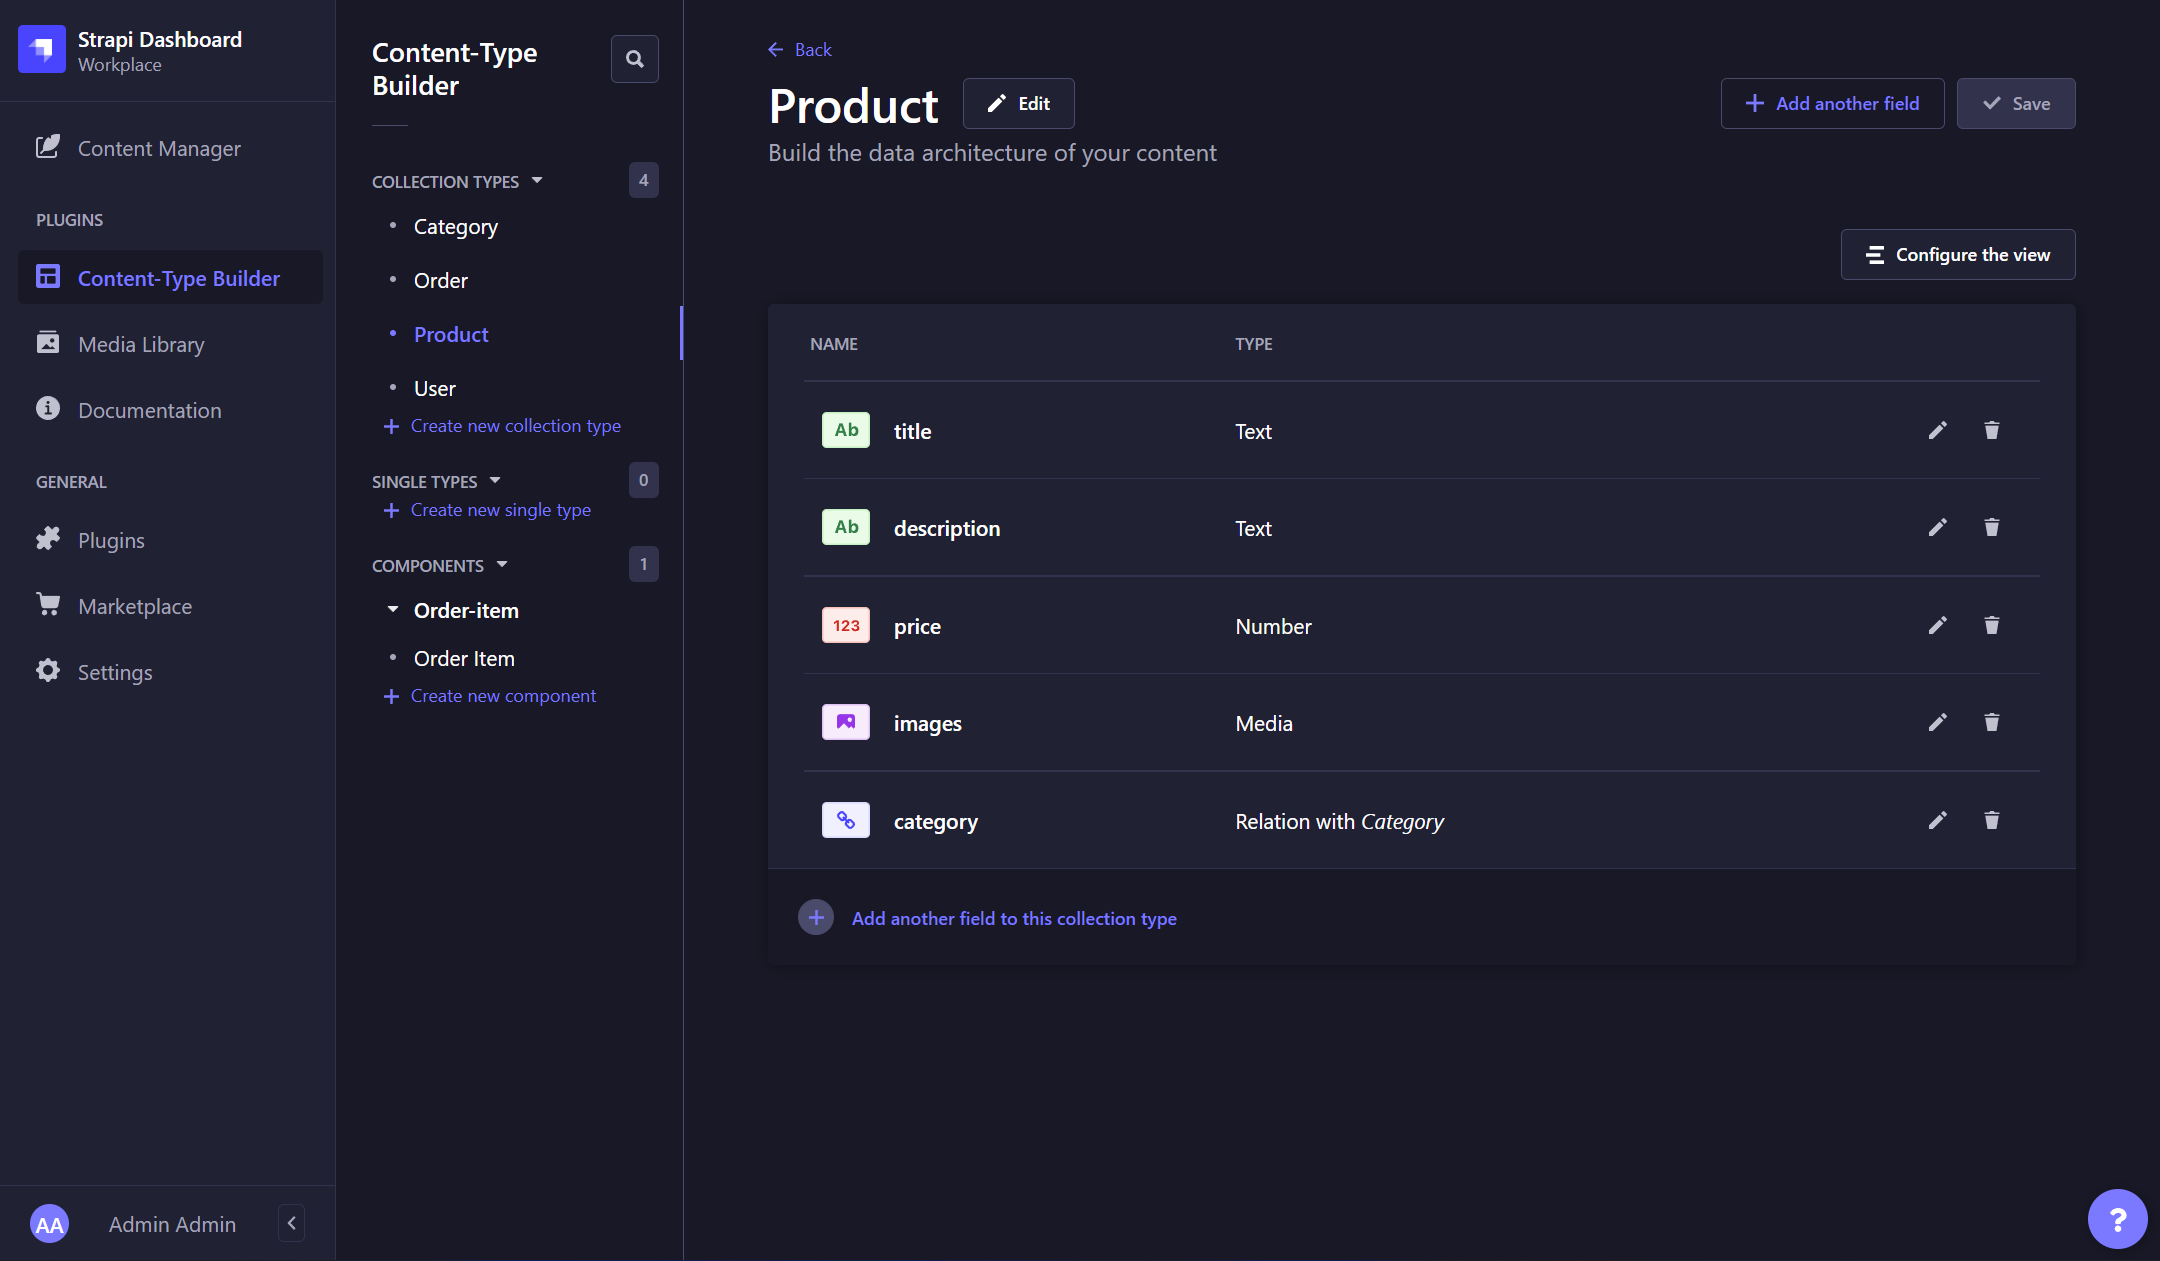 Strapi Dashboard
Workplace
Content Manager
PLUGINS
Content-Type Builder
Media Library
Documentation
GENERAL
Plugins
Marketplace
Settings
AA
Admin Admin
Content-Type
Builder
COLLECTION TYPES
4
Category
Order
Product
User
Create new collection type
SINGLE TYPES
0
Create new single type
COMPONENTS
1
Order-item
Order Item
Create new component
Back
Product
Edit
Add another field
Save
Build the data architecture of your content
Configure the view
NAME
TYPE
Ab
title
Text
Ab
description
Text
123
price
Number
images
Media
category
Relation with Category
Add another field to this collection type
?